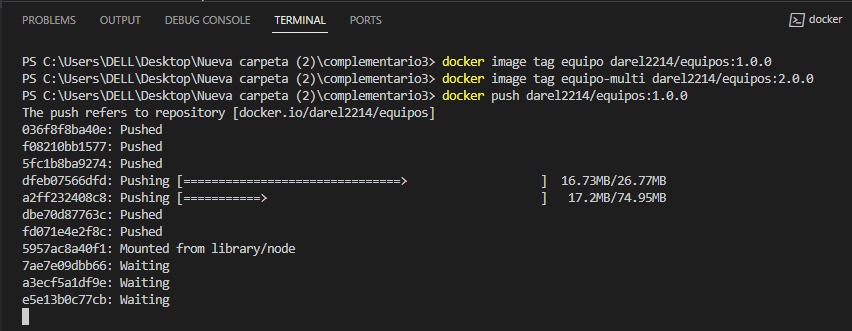 PROBLEMS OUTPUT DEBUG CONSOLE TERMINAL PORTS docker
PS C:\Users\DELL\Desktop\Nueva carpeta (2)\complementario3> docker image tag equipo darel2214/equipos:1.0.0
PS C:\Users\DELL\Desktop\Nueva carpeta (2)\complementario3> docker image tag equipo-multi darel2214/equipos:2.0.0
PS C:\Users\DELL\Desktop\Nueva carpeta (2)\complementario3> docker push darel2214/equipos:1.0.0
The push refers to repository [docker.io/darel2214/equipos]
036f8f8ba40e: Pushed
f08210bb1577: Pushed
5fc1b8ba9274: Pushed
dfeb07566dfd: Pushing [===============================>                    ]  16.73MB/26.77MB
a2ff232408c8: Pushing [===========>                                        ]   17.2MB/74.95MB
dbe70d87763c: Pushed
fd071e4e2f8c: Pushed
5957ac8a40f1: Mounted from library/node
7ae7e09dbb66: Waiting
a3ecf5a1df9e: Waiting
e5e13b0c77cb: Waiting